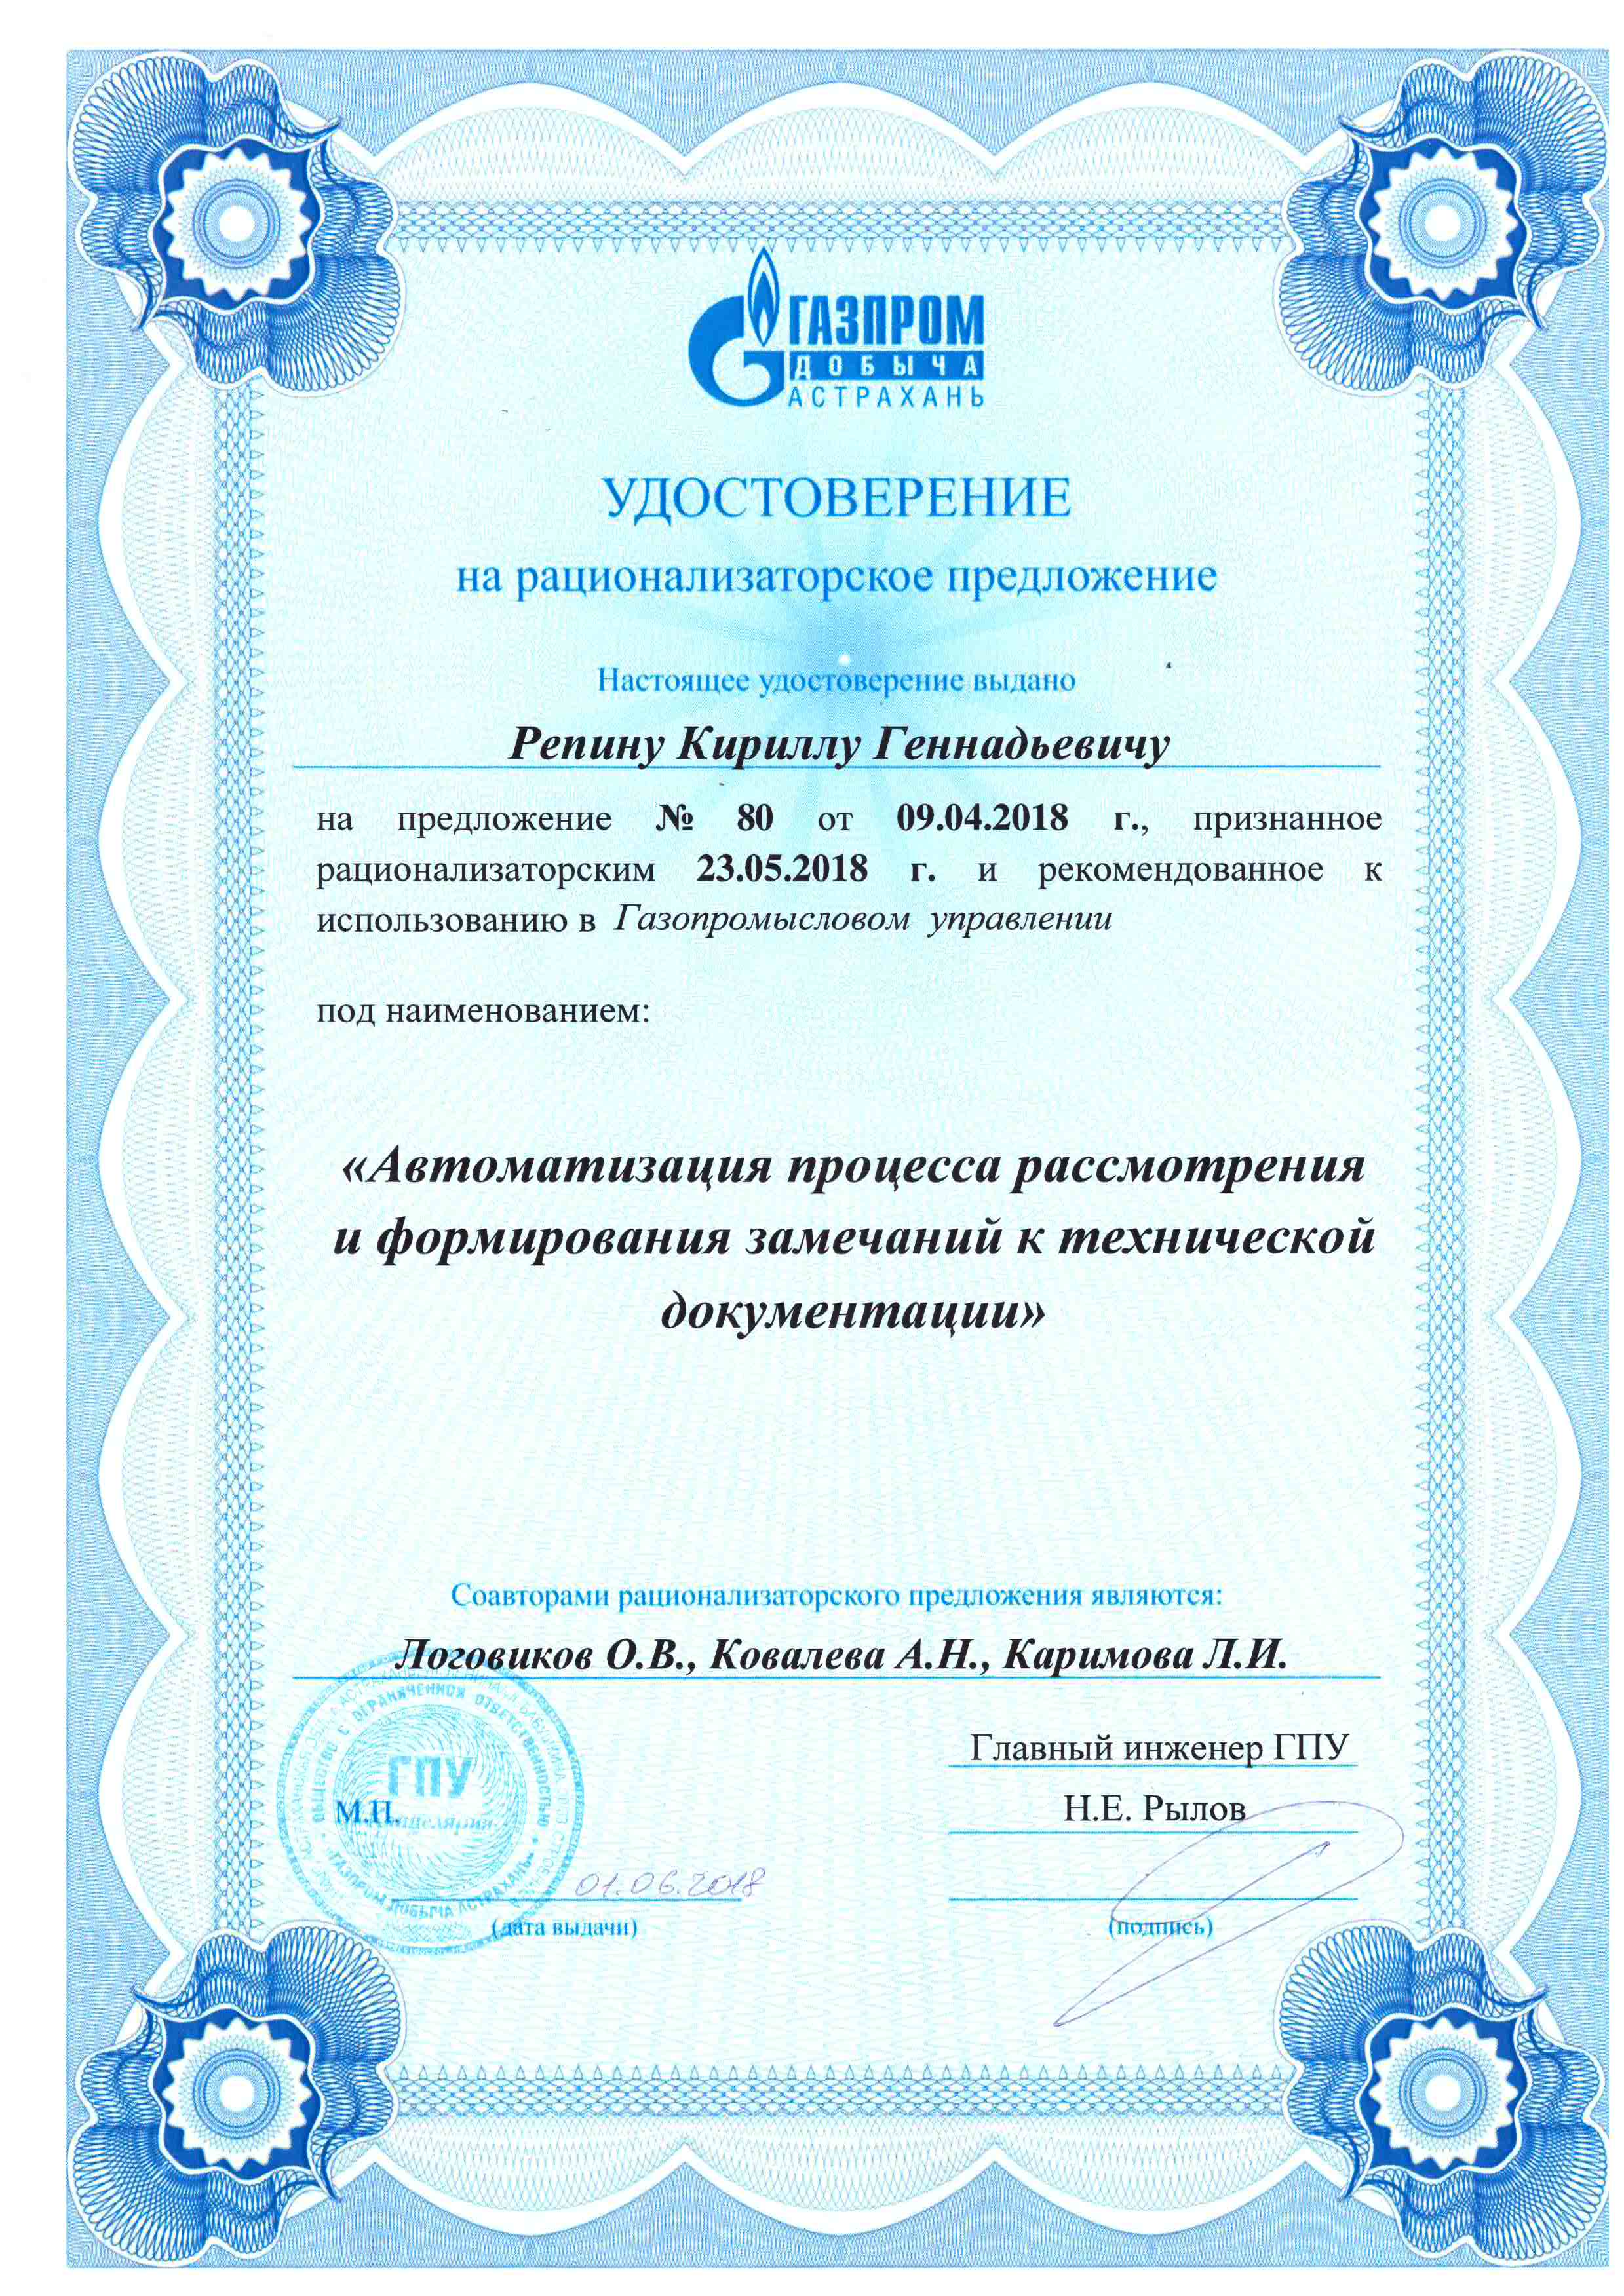 ГАЗПРОМ
ДОБЫЧА
АСТРАХАНЬ
УДОСТОВЕРЕНИЕ
на рационализаторское предложение
Настоящее удостоверение выдано
Репину Кириллу Геннадьевичу
на предложение № 80 от 09.04.2018 г., признанное
рационализаторским 23.05.2018 г. и рекомендованное к
использованию в Газопромысловом управлении
под наименованием:
«Автоматизация процесса рассмотрения
и формирования замечаний к технической
документации»
Соавторами рационализаторского предложения являются:
Логовиков О.В., Ковалева А.Н., Каримова Л.И.
Главный инженер ГПУ
Н.Е. Рылов
ОБЩЕСТВО С ОГРАНИЧЕННОЙ ОТВЕТСТВЕННОСТЬЮ
«ГАЗПРОМ ДОБЫЧА АСТРАХАНЬ»
ГПУ
Канцелярия
М.П.
01.06.2018
(дата выдачи)
(подпись)